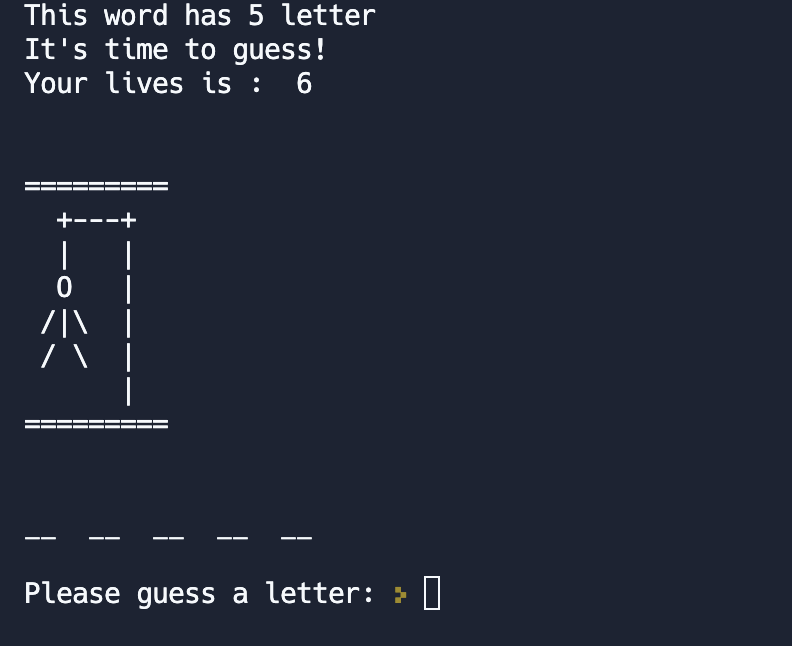 This word has 5 letter
It's time to guess!
Your lives is :  6
=========
  +---+
  |   |
  O   |
 /|\  |
 / \  |
      |
=========
__  __  __  __  __
Please guess a letter: